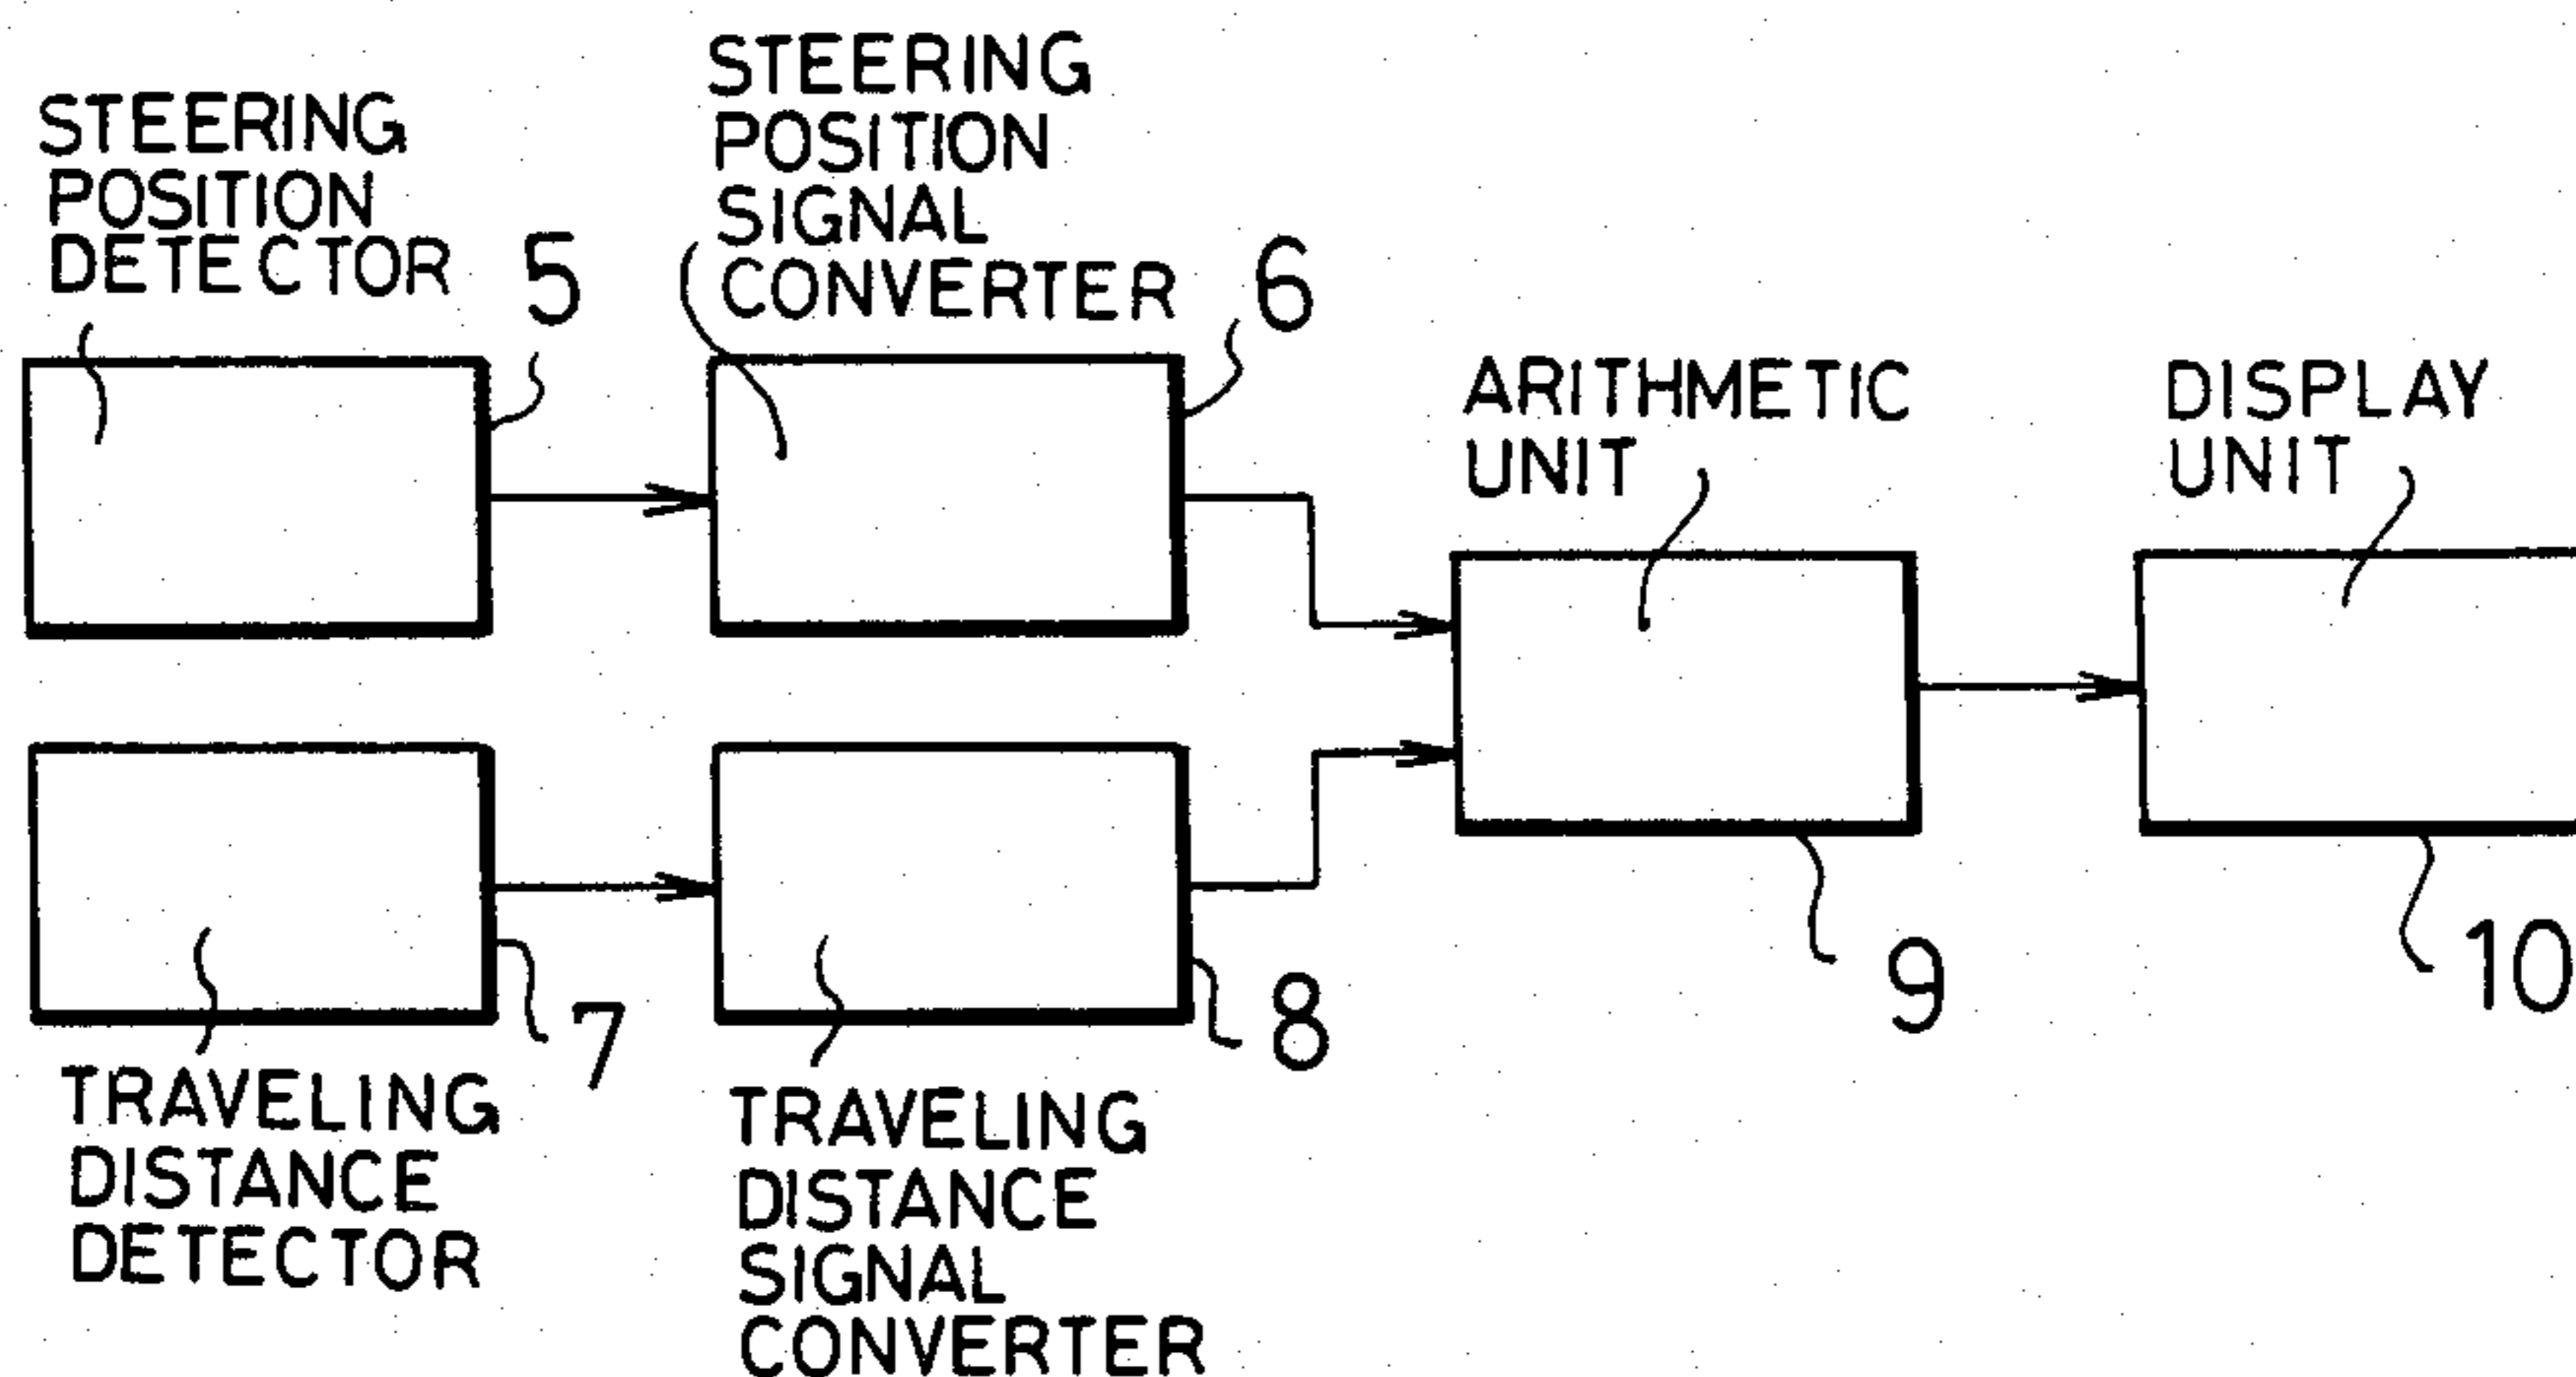 STEERING
POSITION
DETECTOR
5
STEERING
POSITION
SIGNAL
CONVERTER
6
ARITHMETIC
UNIT
DISPLAY
UNIT
7
TRAVELING
DISTANCE
DETECTOR
8
TRAVELING
DISTANCE
SIGNAL
CONVERTER
9
10